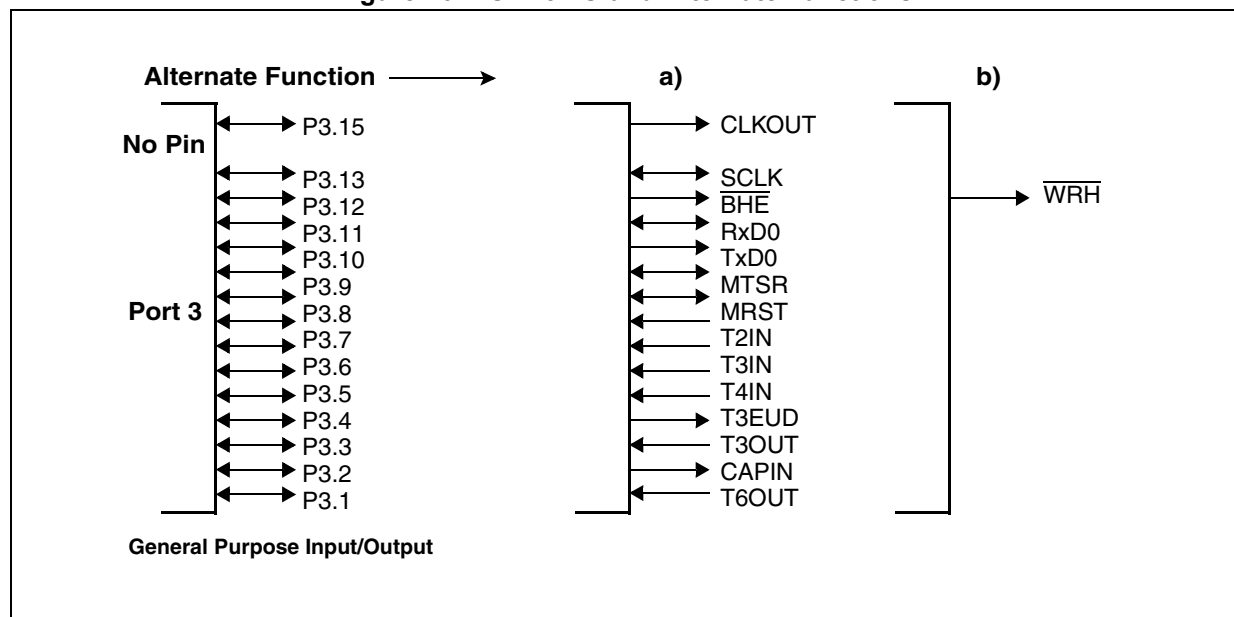 Alternate Function
a)
b)
No Pin
Port 3
P3.15
P3.13
P3.12
P3.11
P3.10
P3.9
P3.8
P3.7
P3.6
P3.5
P3.4
P3.3
P3.2
P3.1
CLKOUT
SCLK
BHE
RxD0
TxD0
MTSR
MRST
T2IN
T3IN
T4IN
T3EUD
T3OUT
CAPIN
T6OUT
WRH
General Purpose Input/Output